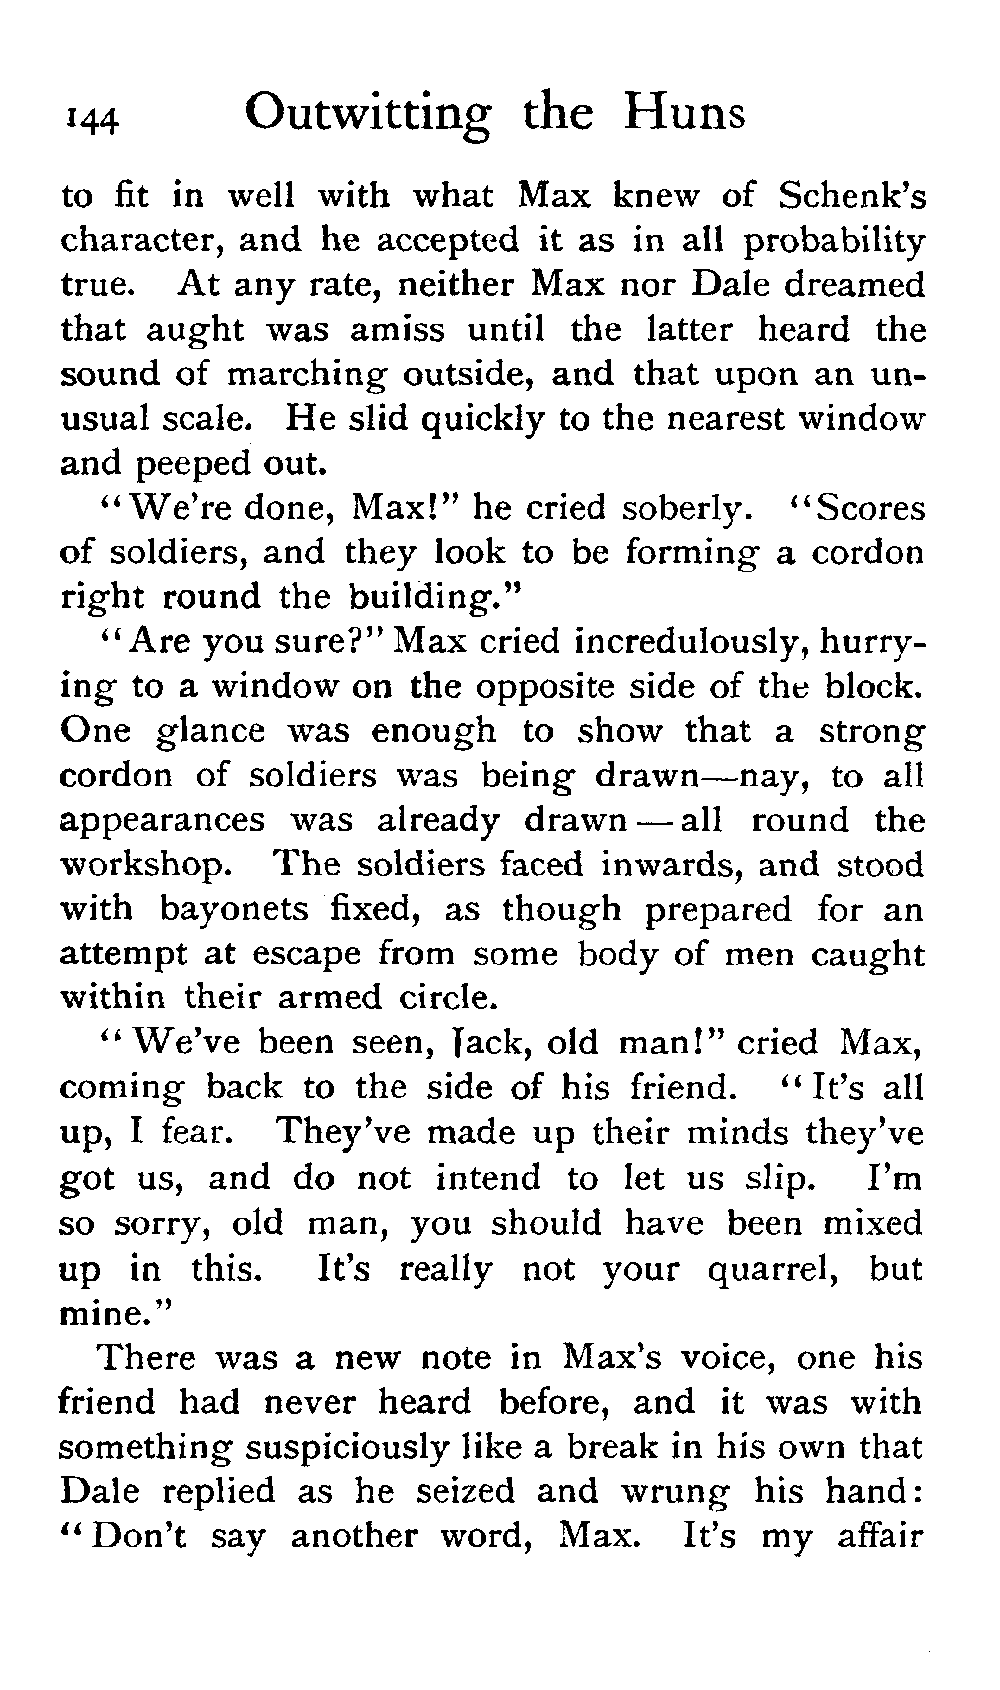 144 Outwitting the Huns
to fit in well with what Max knew of Schenk's
character, and he accepted it as in all probability
true. At any rate, neither Max nor Dale dreamed
that aught was amiss until the latter heard the
sound of marching outside, and that upon an un-
usual scale. He slid quickly to the nearest window
and peeped out.
"We're done, Max!" he cried soberly. "Scores
of soldiers, and they look to be forming a cordon
right round the building."
"Are you sure?" Max cried incredulously, hurry-
ing to a window on the opposite side of the block.
One glance was enough to show that a strong
cordon of soldiers was being drawn—nay, to all
appearances was already drawn—all round the
workshop. The soldiers faced inwards, and stood
with bayonets fixed, as though prepared for an
attempt at escape from some body of men caught
within their armed circle.
"We've been seen, Jack, old man!" cried Max,
coming back to the side of his friend. "It's all
up, I fear. They've made up their minds they've
got us, and do not intend to let us slip. I'm
so sorry, old man, you should have been mixed
up in this. It's really not your quarrel, but
mine."
There was a new note in Max's voice, one his
friend had never heard before, and it was with
something suspiciously like a break in his own that
Dale replied as he seized and wrung his hand:
"Don't say another word, Max. It's my affair